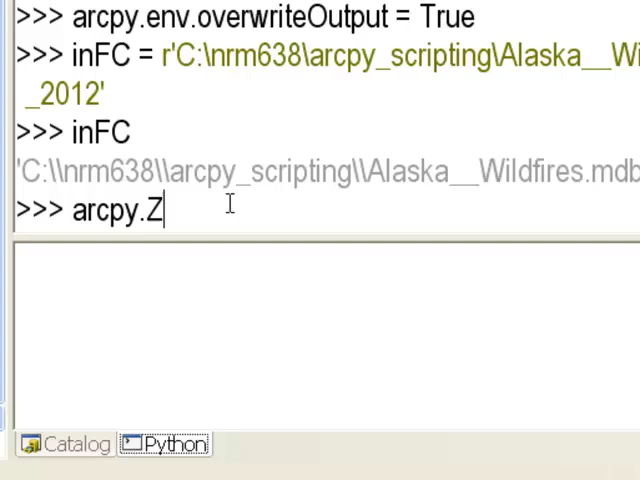 >>> arcpy.env.overwriteOutput = True
>>> inFC = r'C:\nrm638\arcpy_scripting\Alaska__Wi
_2012'
>>> inFC
'C:\\nrm638\\arcpy_scripting\\Alaska__Wildfires.mdb
>>> arcpy.Z
Catalog
Python